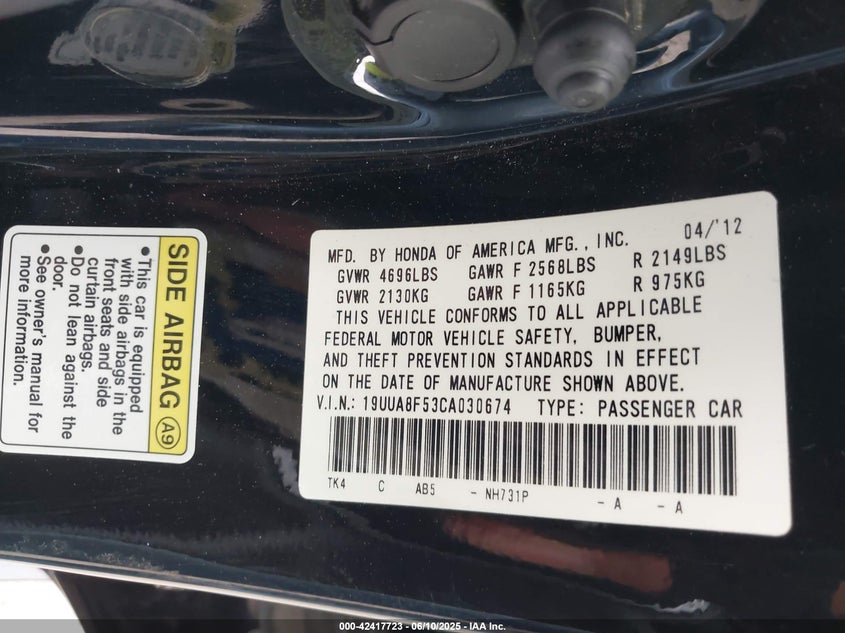 MFD. BY HONDA OF AMERICA MFG., INC. 04/'12
GVWR 4696LBS GAWR F 2568LBS R 2149LBS
GVWR 2130KG GAWR F 1165KG R 975KG
THIS VEHICLE CONFORMS TO ALL APPLICABLE
FEDERAL MOTOR VEHICLE SAFETY, BUMPER,
AND THEFT PREVENTION STANDARDS IN EFFECT
ON THE DATE OF MANUFACTURE SHOWN ABOVE.
V.I.N.: 19UUA8F53CA030674 TYPE: PASSENGER CAR
TK4 C AB5 - NH731P - A - A
SIDE AIRBAG A9
• This car is equipped
with side airbags in the
front seats and side
curtain airbags.
• Do not lean against the
door.
• See owner's manual for
more information.
000-42417723 - 06/10/2025 - IAA Inc.